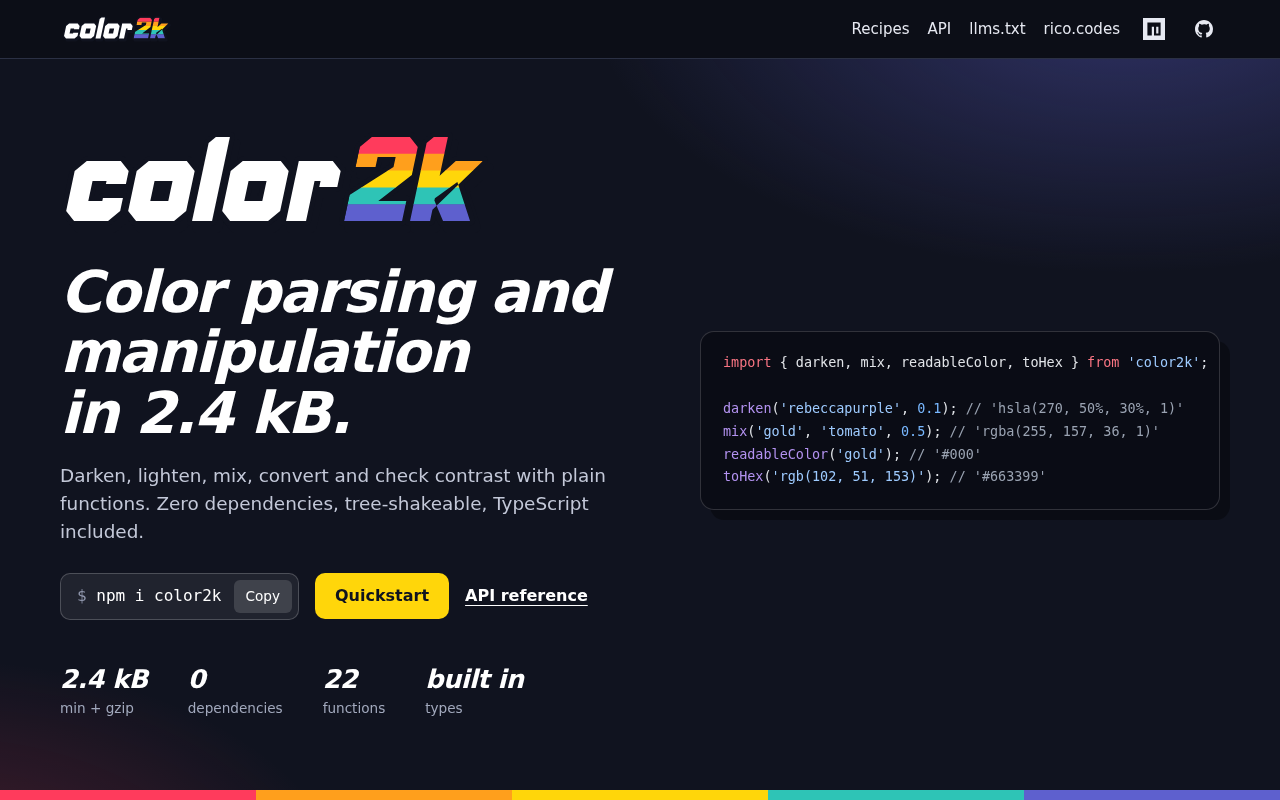 color2k
Recipes API llms.txt rico.codes
color2k
Color parsing and
manipulation
in 2.4 kB.
Darken, lighten, mix, convert and check contrast with plain
functions. Zero dependencies, tree-shakeable, TypeScript
included.
$ npm i color2k Copy Quickstart API reference
2.4 kB 0 22 built in
min + gzip dependencies functions types
import { darken, mix, readableColor, toHex } from 'color2k';
darken('rebeccapurple', 0.1); // 'hsla(270, 50%, 30%, 1)'
mix('gold', 'tomato', 0.5); // 'rgba(255, 157, 36, 1)'
readableColor('gold'); // '#000'
toHex('rgb(102, 51, 153)'); // '#663399'